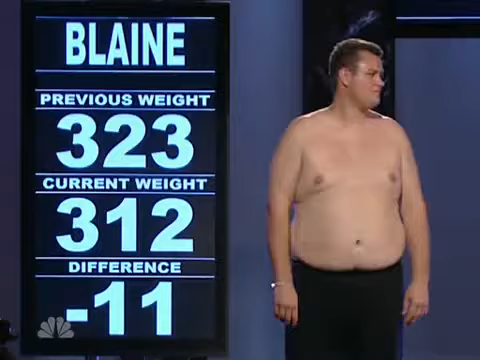 BLAINE
PREVIOUS WEIGHT
323
CURRENT WEIGHT
312
DIFFERENCE
-11